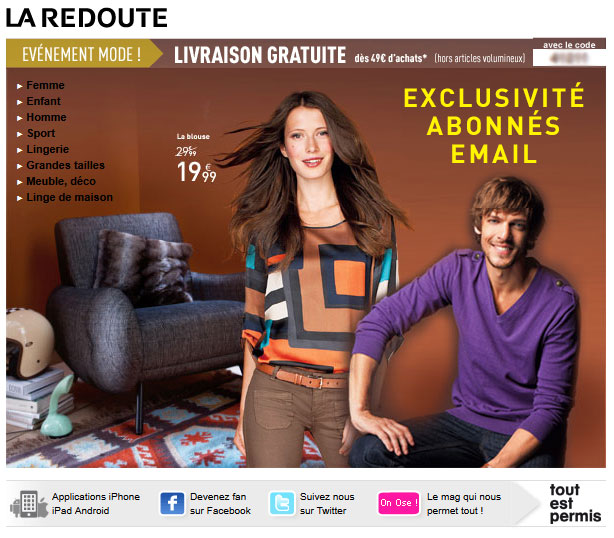 LA REDOUTE
EVÉNEMENT MODE ! LIVRAISON GRATUITE dès 49€ d'achats* (hors articles volumineux) avec le code
► Femme
► Enfant
► Homme
► Sport
► Lingerie
► Grandes tailles
► Meuble, déco
► Linge de maison
La blouse
29€99
19€99
EXCLUSIVITÉ
ABONNÉS
EMAIL
Applications iPhone
iPad Android
Devenez fan
sur Facebook
Suivez nous
sur Twitter
On Ose !
Le mag qui nous
permet tout !
tout
est
permis